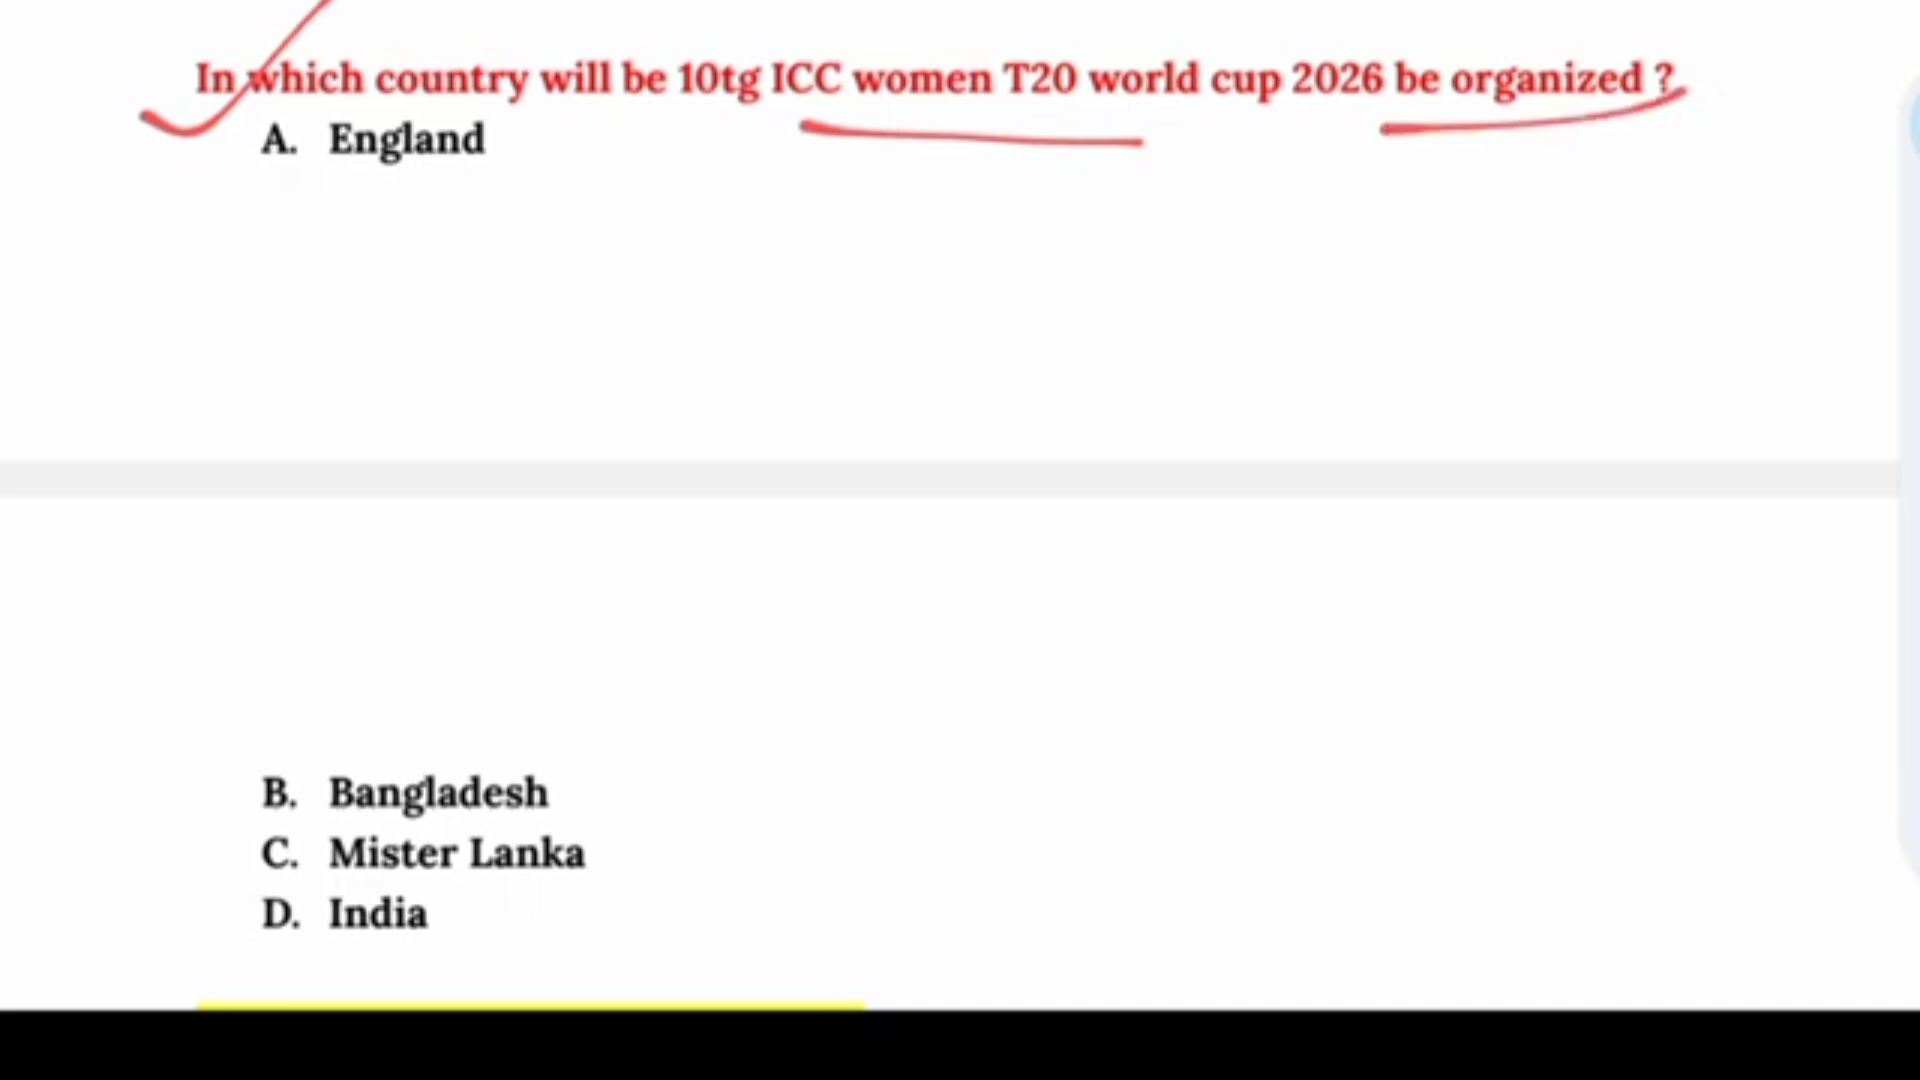 In which country will be 10tg ICC women T20 world cup 2026 be organized ?
A. England
B. Bangladesh
C. Mister Lanka
D. India